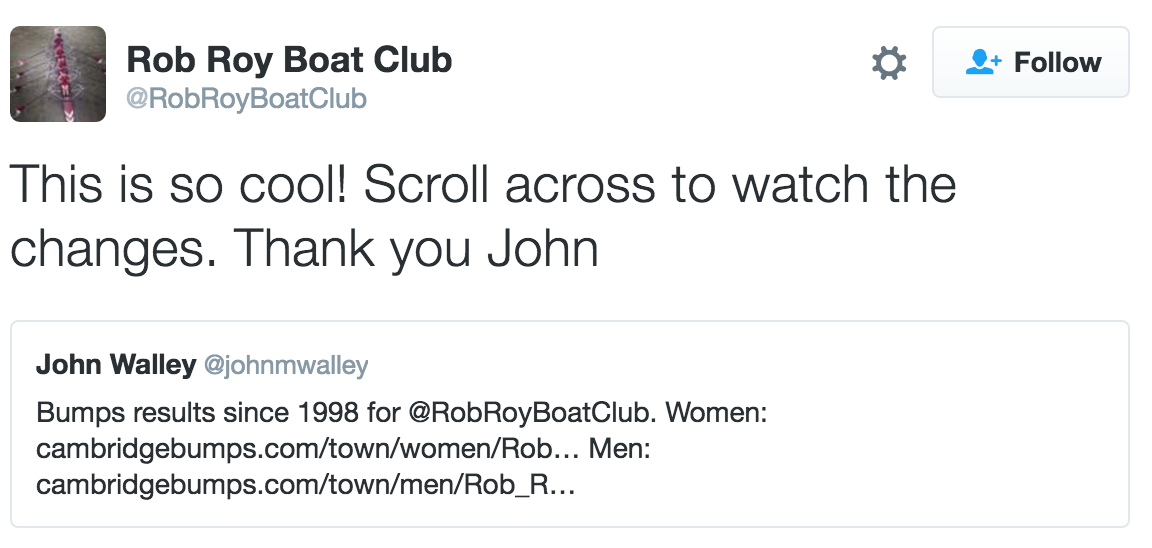 Rob Roy Boat Club
@RobRoyBoatClub
Follow
This is so cool! Scroll across to watch the
changes. Thank you John
John Walley @johnmwalley
Bumps results since 1998 for @RobRoyBoatClub. Women:
cambridgebumps.com/town/women/Rob… Men:
cambridgebumps.com/town/men/Rob_R…